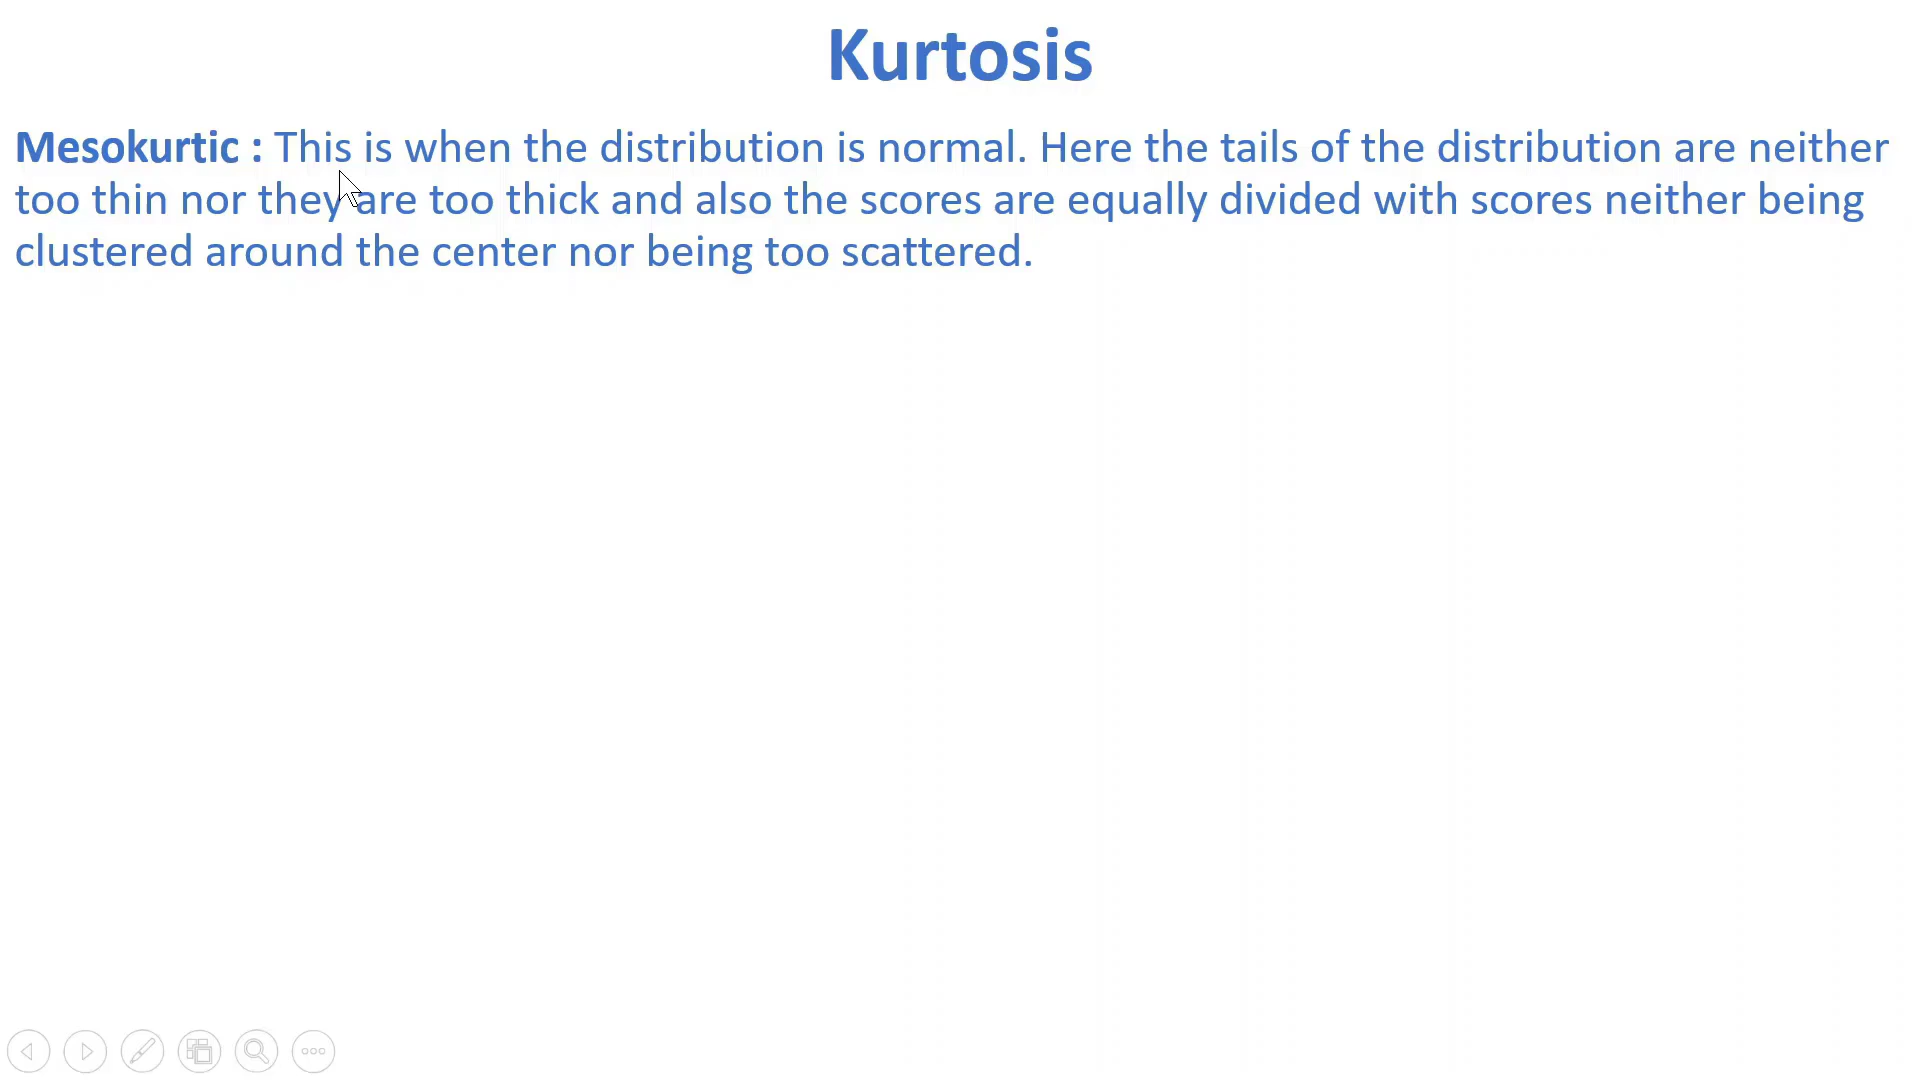 Kurtosis
Mesokurtic : This is when the distribution is normal. Here the tails of the distribution are neither
too thin nor they are too thick and also the scores are equally divided with scores neither being
clustered around the center nor being too scattered.